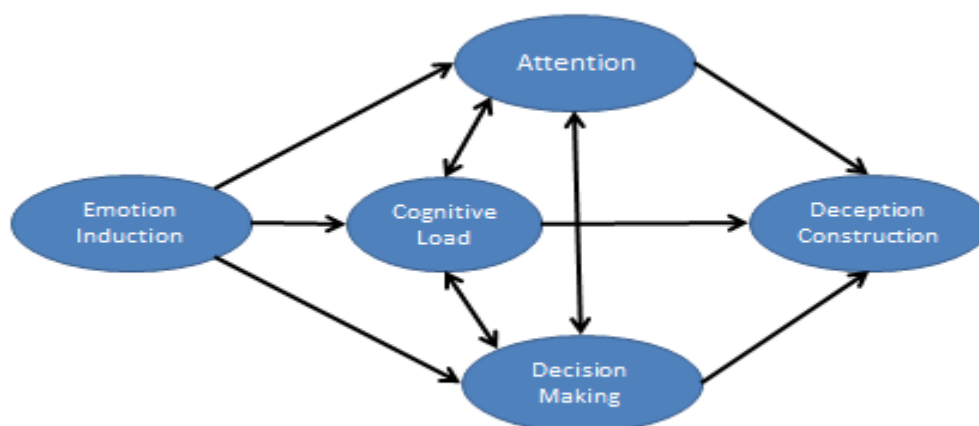 Attention
Emotion
Induction
Cognitive
Load
Deception
Construction
Decision
Making